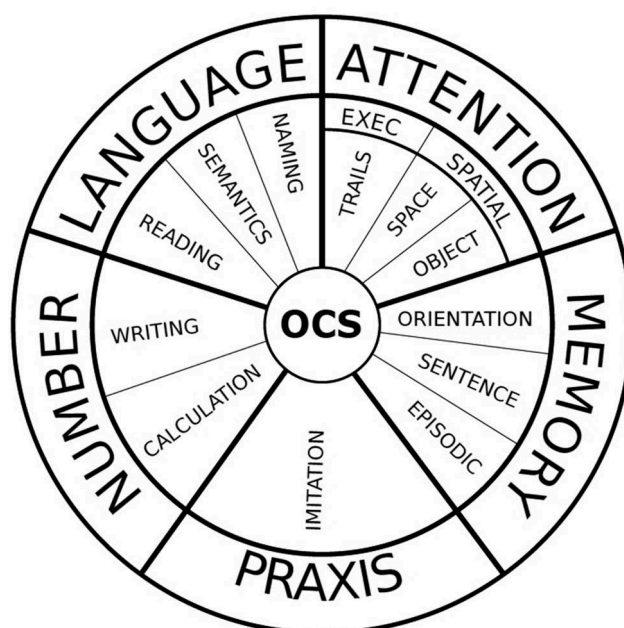 LANGUAGE
NAMING
SEMANTICS
READING
ATTENTION
EXEC
TRAILS
SPATIAL
SPACE
OBJECT
MEMORY
ORIENTATION
SENTENCE
EPISODIC
PRAXIS
IMITATION
NUMBER
WRITING
CALCULATION
OCS